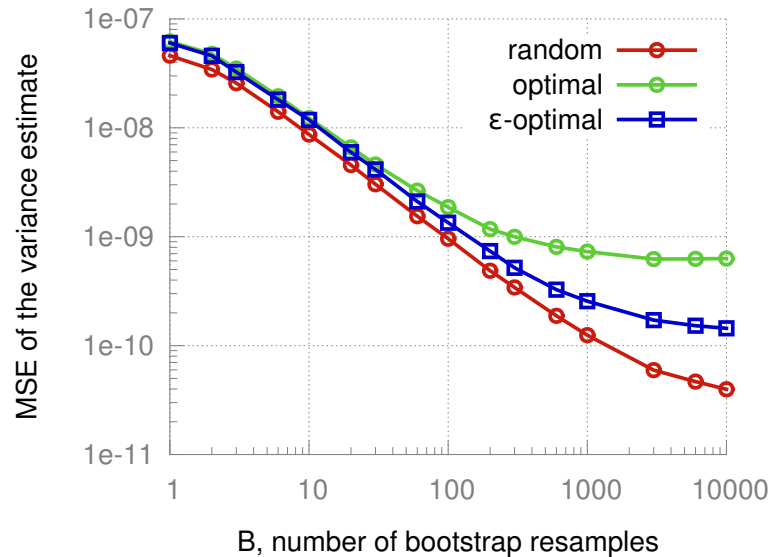 MSE of the variance estimate
1e-07
1e-08
1e-09
1e-10
1e-11
random
optimal
ε-optimal
1 10 100 1000 10000
B, number of bootstrap resamples